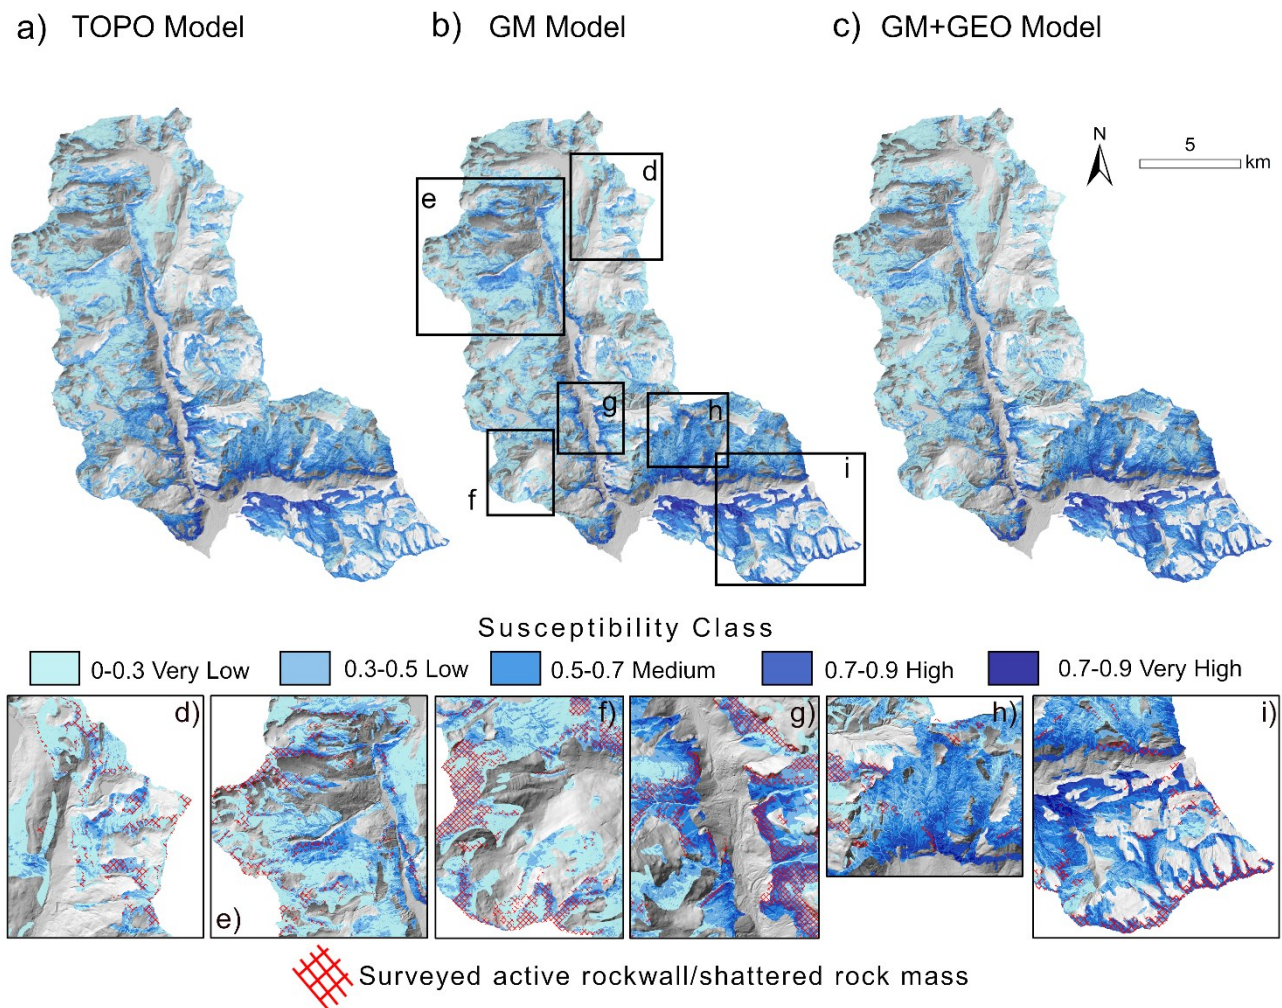 a) TOPO Model
b) GM Model
c) GM+GEO Model
N
5
km
d
e
g
h
f
i
Susceptibility Class
0-0.3 Very Low
0.3-0.5 Low
0.5-0.7 Medium
0.7-0.9 High
0.7-0.9 Very High
d)
e)
f)
g)
h)
i)
Surveyed active rockwall/shattered rock mass